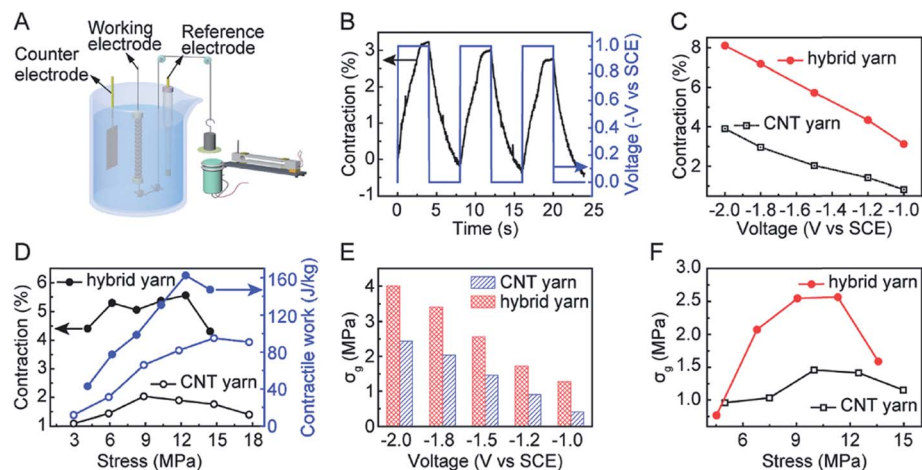 A
Working
electrode
Reference
electrode
Counter
electrode
B
Contraction (%)
3
2
1
0
-1
0 5 10 15 20 25
Time (s)
1.0
0.8
0.6
0.4
0.2
0.0
Voltage (-V vs SCE)
C
Contraction (%)
8
6
4
2
hybrid yarn
CNT yarn
-2.0 -1.8 -1.6 -1.4 -1.2 -1.0
Voltage (V vs SCE)
D
Contraction (%)
6
5
4
3
2
1
hybrid yarn
CNT yarn
3 6 9 12 15 18
Stress (MPa)
160
120
80
40
0
Contractile work (J/kg)
E
σg (MPa)
4
3
2
1
0
CNT yarn
hybrid yarn
-2.0 -1.8 -1.5 -1.2 -1.0
Voltage (V vs SCE)
F
σg (MPa)
3.0
2.5
2.0
1.5
1.0
hybrid yarn
CNT yarn
6 9 12 15
Stress (MPa)